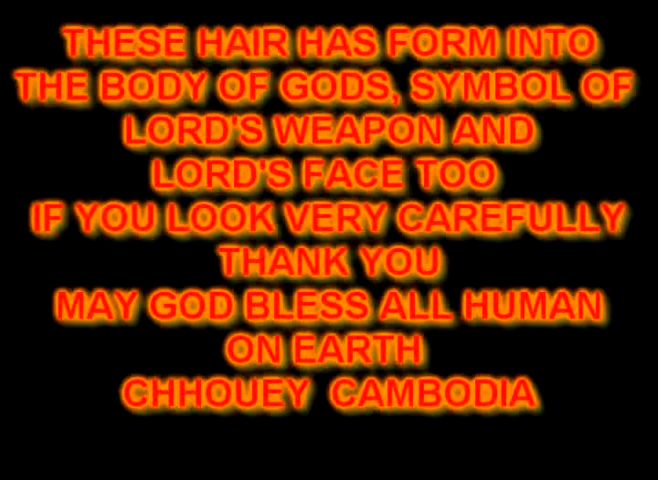 THESE HAIR HAS FORM INTO
THE BODY OF GODS, SYMBOL OF
LORD'S WEAPON AND
LORD'S FACE TOO
IF YOU LOOK VERY CAREFULLY
THANK YOU
MAY GOD BLESS ALL HUMAN
ON EARTH
CHHOUEY CAMBODIA